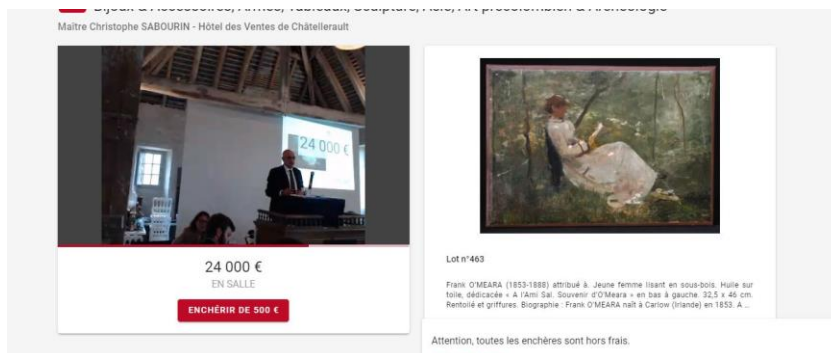 Maître Christophe SABOURIN - Hôtel des Ventes de Châtellerault
24 000 €
24 000 €
EN SALLE
ENCHÉRIR DE 500 €
Lot n°463
Frank O'MEARA (1853-1888) attribué à. Jeune femme lisant en sous-bois. Huile sur
toile, dédicacée « A l'Ami Sal. Souvenir d'O'Meara » en bas à gauche. 32,5 x 46 cm.
Rentoilé et griffures. Biographie : Frank O'MEARA naît à Carlow (Irlande) en 1853. A ...
Attention, toutes les enchères sont hors frais.